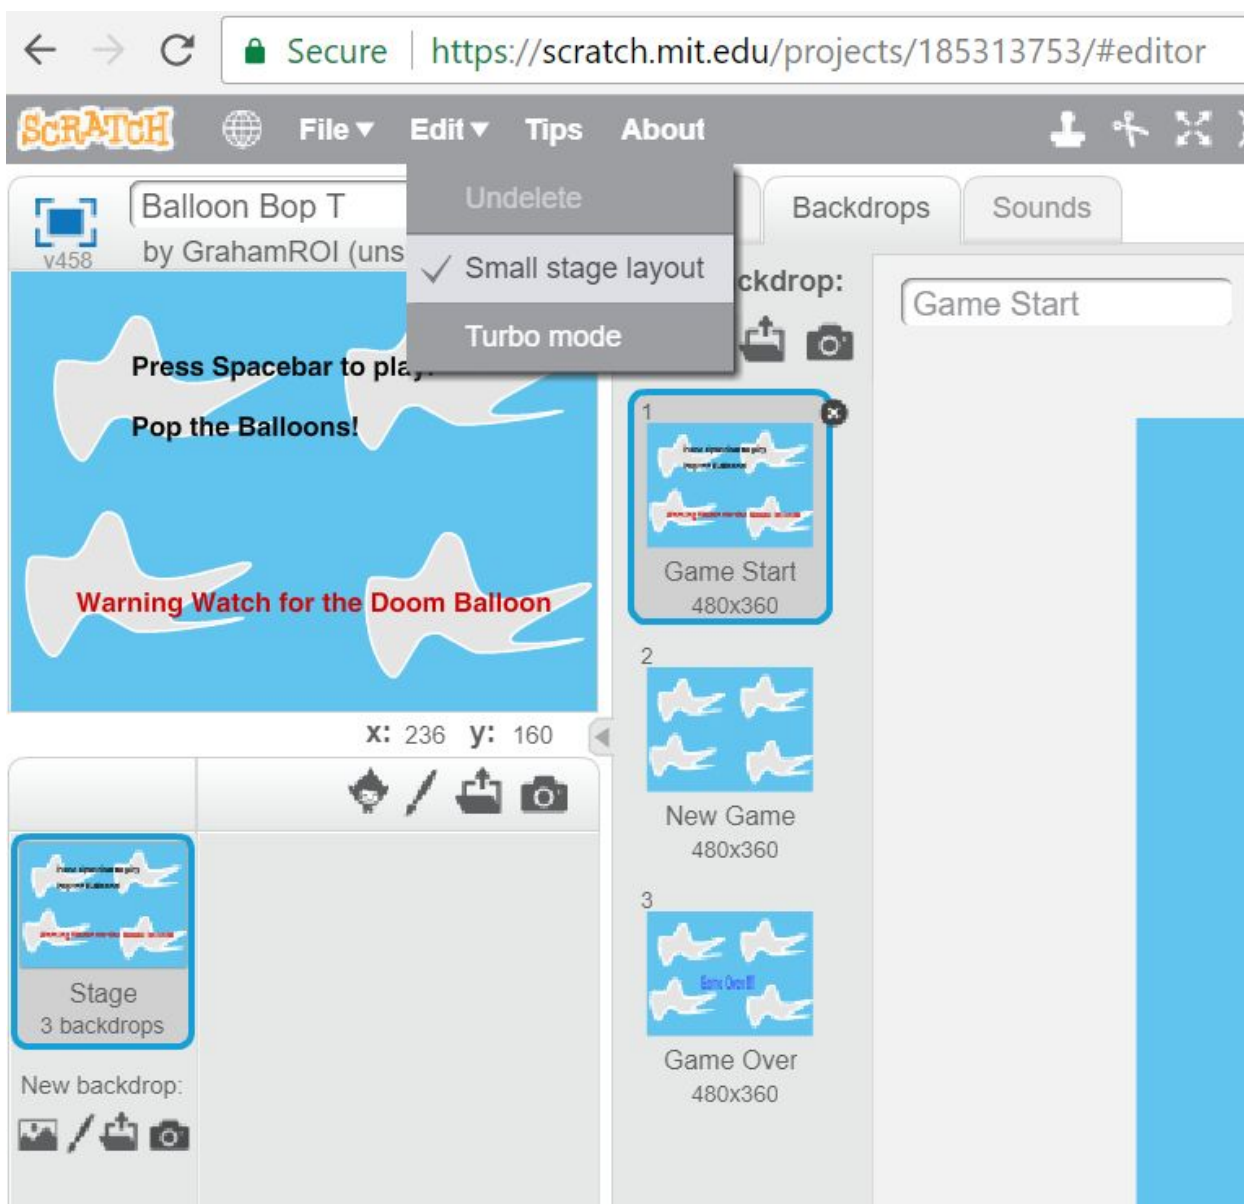 Secure https://scratch.mit.edu/projects/185313753/#editor
SCRATCH File Edit Tips About
Undelete
Small stage layout
Turbo mode
Balloon Bop T
by GrahamROI (uns
v458
Backdrops Sounds
ckdrop:
Game Start
Press Spacebar to play!
Pop the Balloons!
Warning Watch for the Doom Balloon
x: 236 y: 160
1
Game Start
480x360
2
New Game
480x360
3
Game Over!!!
Game Over
480x360
Stage
3 backdrops
New backdrop: